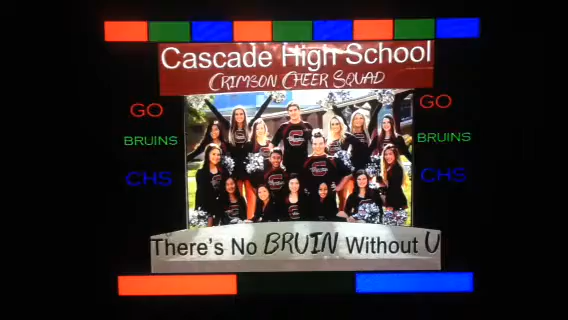 Cascade High School
CRIMSON CHEER SQUAD
GO
GO
BRUINS
BRUINS
CHS
CHS
There's No BRUIN Without U